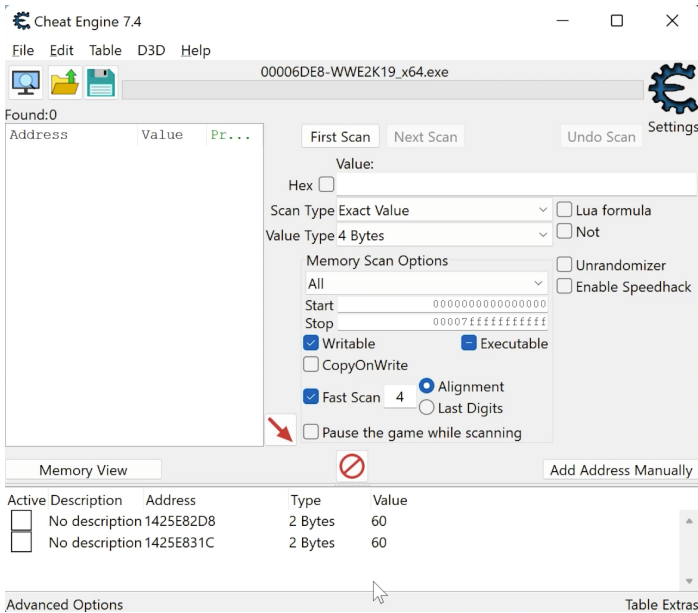 Cheat Engine 7.4
File Edit Table D3D Help
00006DE8-WWE2K19_x64.exe
Found:0
Settings
Address Value Pr...
First Scan Next Scan Undo Scan
Value:
Hex
Scan Type Exact Value
Lua formula
Value Type 4 Bytes
Not
Memory Scan Options
Unrandomizer
All
Enable Speedhack
Start 0000000000000000
Stop 00007fffffffffff
Writable Executable
CopyOnWrite
Fast Scan 4 Alignment
Last Digits
Pause the game while scanning
Memory View Add Address Manually
Active Description Address Type Value
No description 1425E82D8 2 Bytes 60
No description 1425E831C 2 Bytes 60
Advanced Options Table Extras